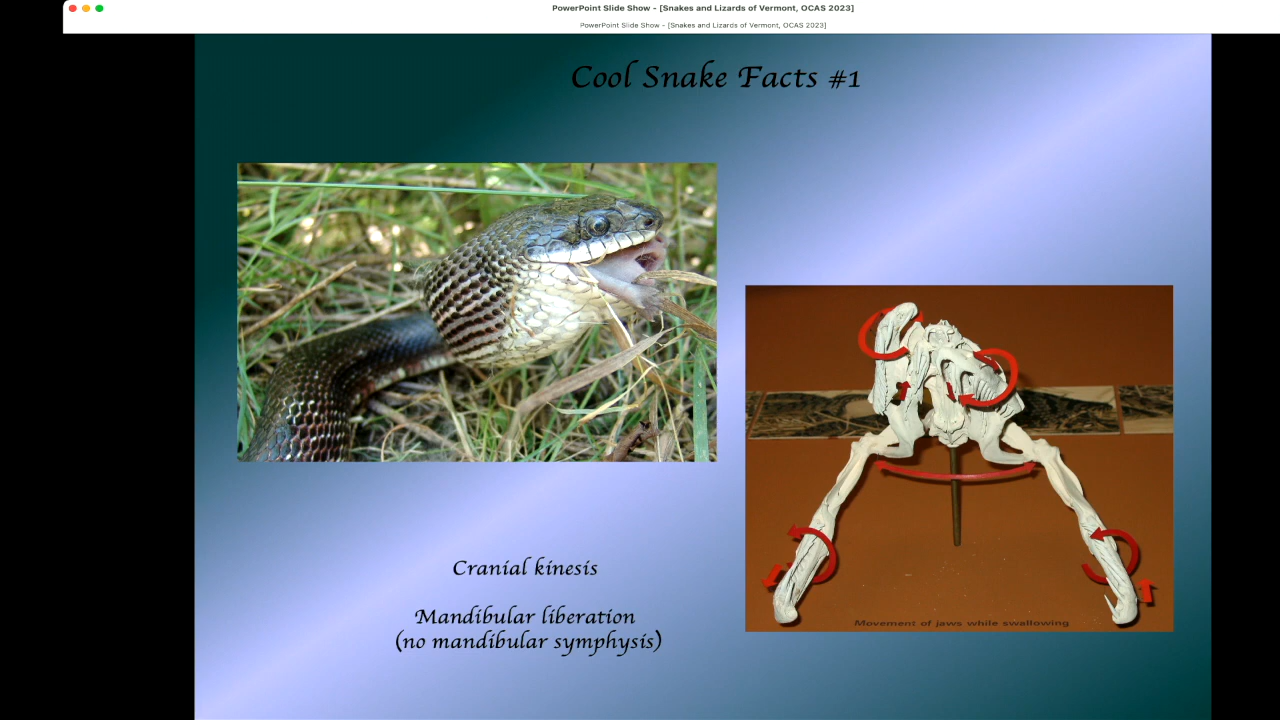 PowerPoint Slide Show - [Snakes and Lizards of Vermont, OCAS 2023]
PowerPoint Slide Show - [Snakes and Lizards of Vermont, OCAS 2023]
Cool Snake Facts #1
Movement of jaws while swallowing
Cranial kinesis
Mandibular liberation
(no mandibular symphysis)